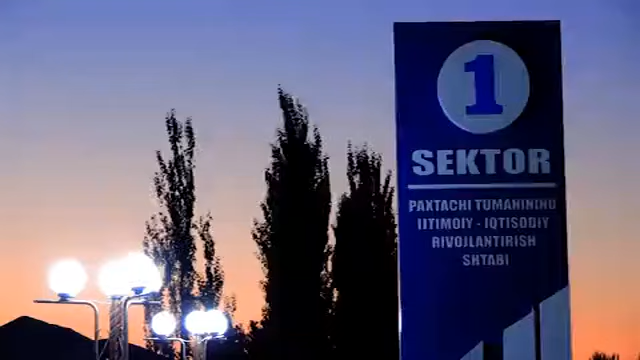 1
SEKTOR
PAXTACHI TUMANINING
IJTIMOIY - IQTISODIY
RIVOJLANTIRISH
SHTABI